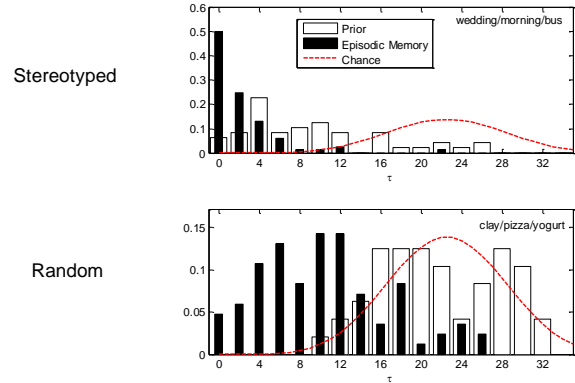 Stereotyped
0.6
0.5
0.4
0.3
0.2
0.1
0
wedding/morning/bus
Prior
Episodic Memory
Chance
0 4 8 12 16 20 24 28 32
τ
Random
0.15
0.1
0.05
0
clay/pizza/yogurt
0 4 8 12 16 20 24 28 32
τ